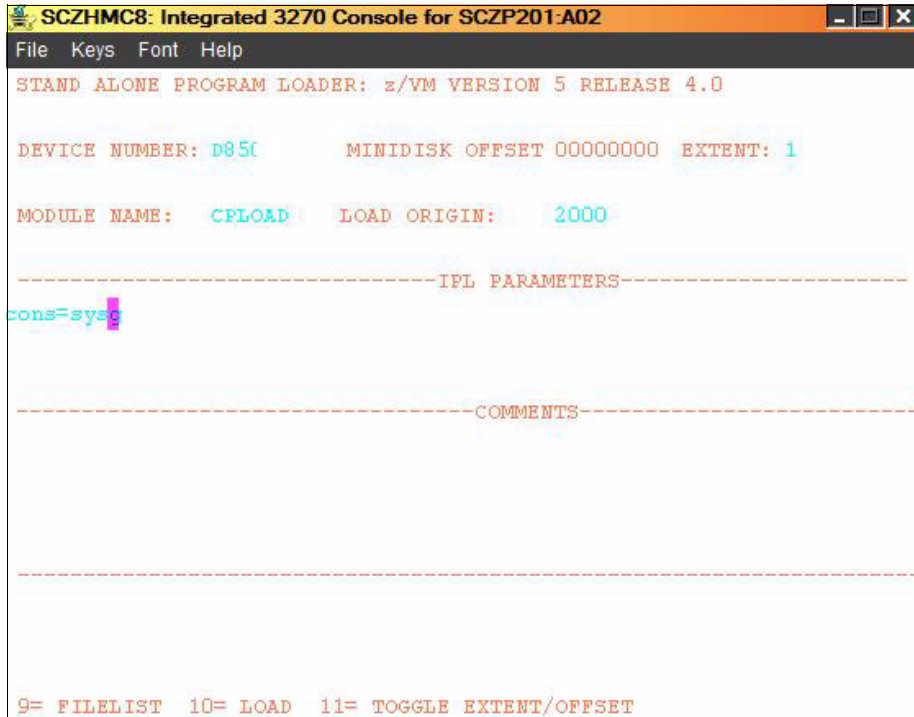 SCZHMC8: Integrated 3270 Console for SCZP201:A02
File Keys Font Help
STAND ALONE PROGRAM LOADER: z/VM VERSION 5 RELEASE 4.0
DEVICE NUMBER: D850 MINIDISK OFFSET 00000000 EXTENT: 1
MODULE NAME: CPLOAD LOAD ORIGIN: 2000
--------------------------------IPL PARAMETERS----------------------
cons=sysg
-----------------------------------COMMENTS--------------------------
---------------------------------------------------------------------
9= FILELIST 10= LOAD 11= TOGGLE EXTENT/OFFSET